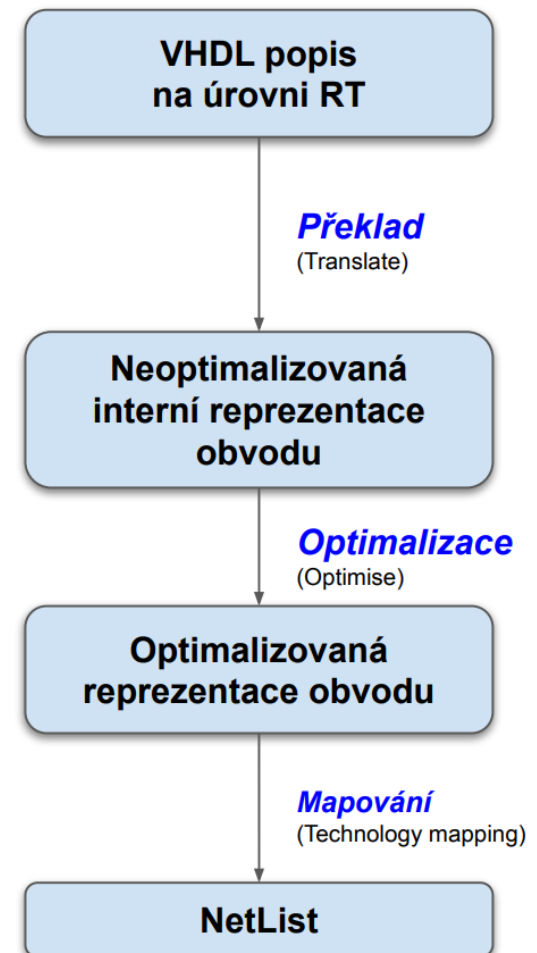 VHDL popis
na úrovni RT
Překlad
(Translate)
Neoptimalizovaná
interní reprezentace
obvodu
Optimalizace
(Optimise)
Optimalizovaná
reprezentace obvodu
Mapování
(Technology mapping)
NetList